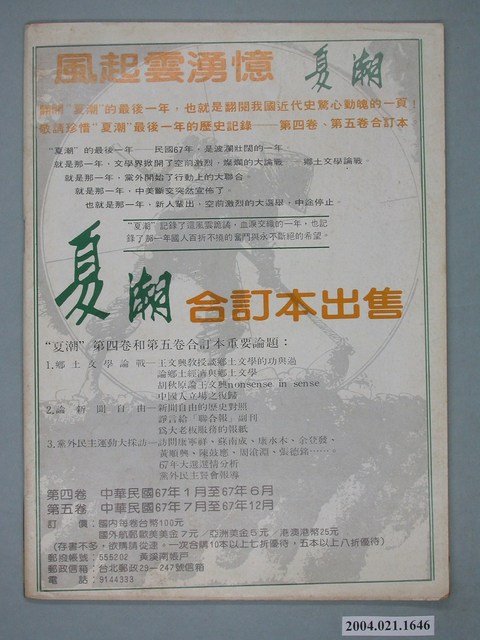 風起雲湧憶 夏潮
翻開"夏潮"的最後一年，也就是翻開我國近代史驚心動魄的一頁！
敬請珍惜"夏潮"最後一年的歷史記錄——第四卷、第五卷合訂本
"夏潮"的最後一年——民國67年，是波瀾壯闊的一年
就是那一年，文學界掀開了空前激烈、燦爛的大論戰——鄉土文學論戰。
就是那一年，黨外開始了行動上的大聯合。
就是那一年，中美斷交突然宣佈了。
也就是那一年，新人輩出，空前激烈的大選舉，中途停止。
"夏潮"記錄了這風雲詭譎，血淚交織的一年，也記
錄了那一年國人百折不撓的奮鬥與永不斷絕的希望。
夏潮 合訂本出售
"夏潮"第四卷和第五卷合訂本重要論題：
1.鄉土文學論戰—王文興教授談鄉土文學的功與過
論鄉土經濟與鄉土文學
胡秋原論王文興nonsense in sense
中國人立場之復歸
2.論新聞自由—新聞自由的歷史對照
諍言給「聯合報」副刊
為大老板服務的報紙
3.黨外民主運動大採訪—訪問康寧祥、蘇南成、康水木、余登發、
黃順興、陳鼓應、周滄淵、張德銘……。
67年大選選情分析
黨外民主餐會報導
第四卷 中華民國67年1月至67年6月
第五卷 中華民國67年7月至67年12月
訂 價：國內每卷台幣100元
國外航郵歐美美金7元／亞洲美金5元／港澳港幣25元
(存書不多，欲購請從速。一次合購10本以上七折優待，五本以上八折優待)
郵撥帳號：555202 黃溪南帳戶
郵政信箱：台北郵政29—247號信箱
電 話：9144333
2004.021.1646